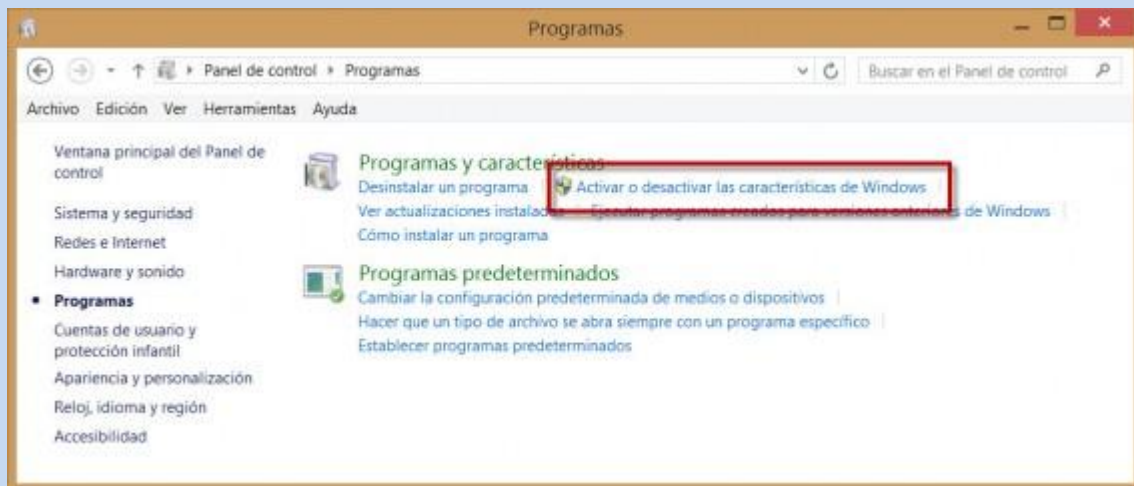 Programas
Panel de control Programas
Buscar en el Panel de control
Archivo Edición Ver Herramientas Ayuda
Ventana principal del Panel de
control
Sistema y seguridad
Redes e Internet
Hardware y sonido
Programas
Cuentas de usuario y
protección infantil
Apariencia y personalización
Reloj, idioma y región
Accesibilidad
Programas y características
Desinstalar un programa Activar o desactivar las características de Windows
Ver actualizaciones instaladas Ejecutar programas creados para versiones anteriores de Windows
Cómo instalar un programa
Programas predeterminados
Cambiar la configuración predeterminada de medios o dispositivos
Hacer que un tipo de archivo se abra siempre con un programa específico
Establecer programas predeterminados